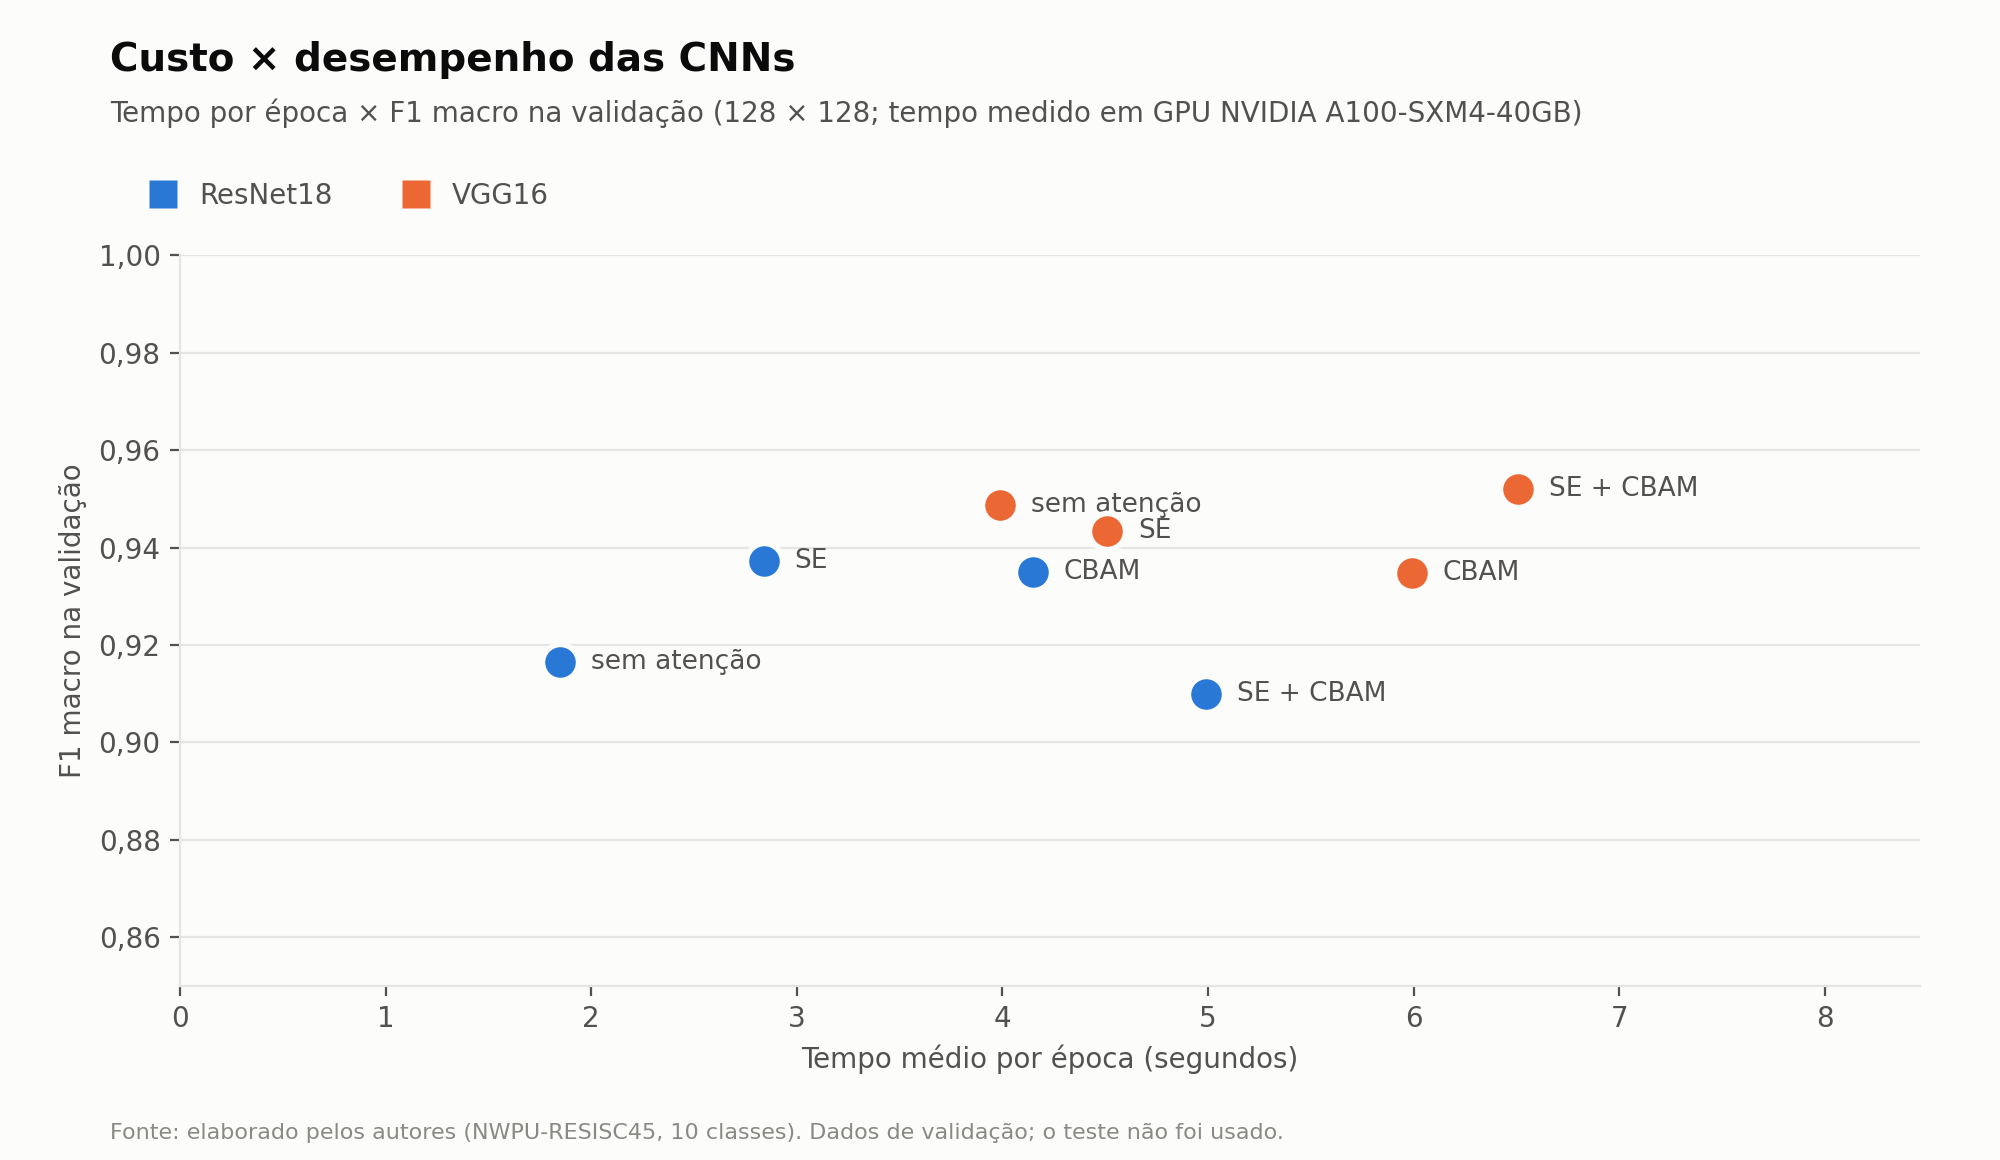 Custo × desempenho das CNNs
Tempo por época × F1 macro na validação (128 × 128; tempo medido em GPU NVIDIA A100-SXM4-40GB)
ResNet18
VGG16
F1 macro na validação
1,00
0,98
0,96
0,94
0,92
0,90
0,88
0,86
SE + CBAM
sem atenção
SE
SE
CBAM
CBAM
sem atenção
SE + CBAM
0
1
2
3
4
5
6
7
8
Tempo médio por época (segundos)
Fonte: elaborado pelos autores (NWPU-RESISC45, 10 classes). Dados de validação; o teste não foi usado.